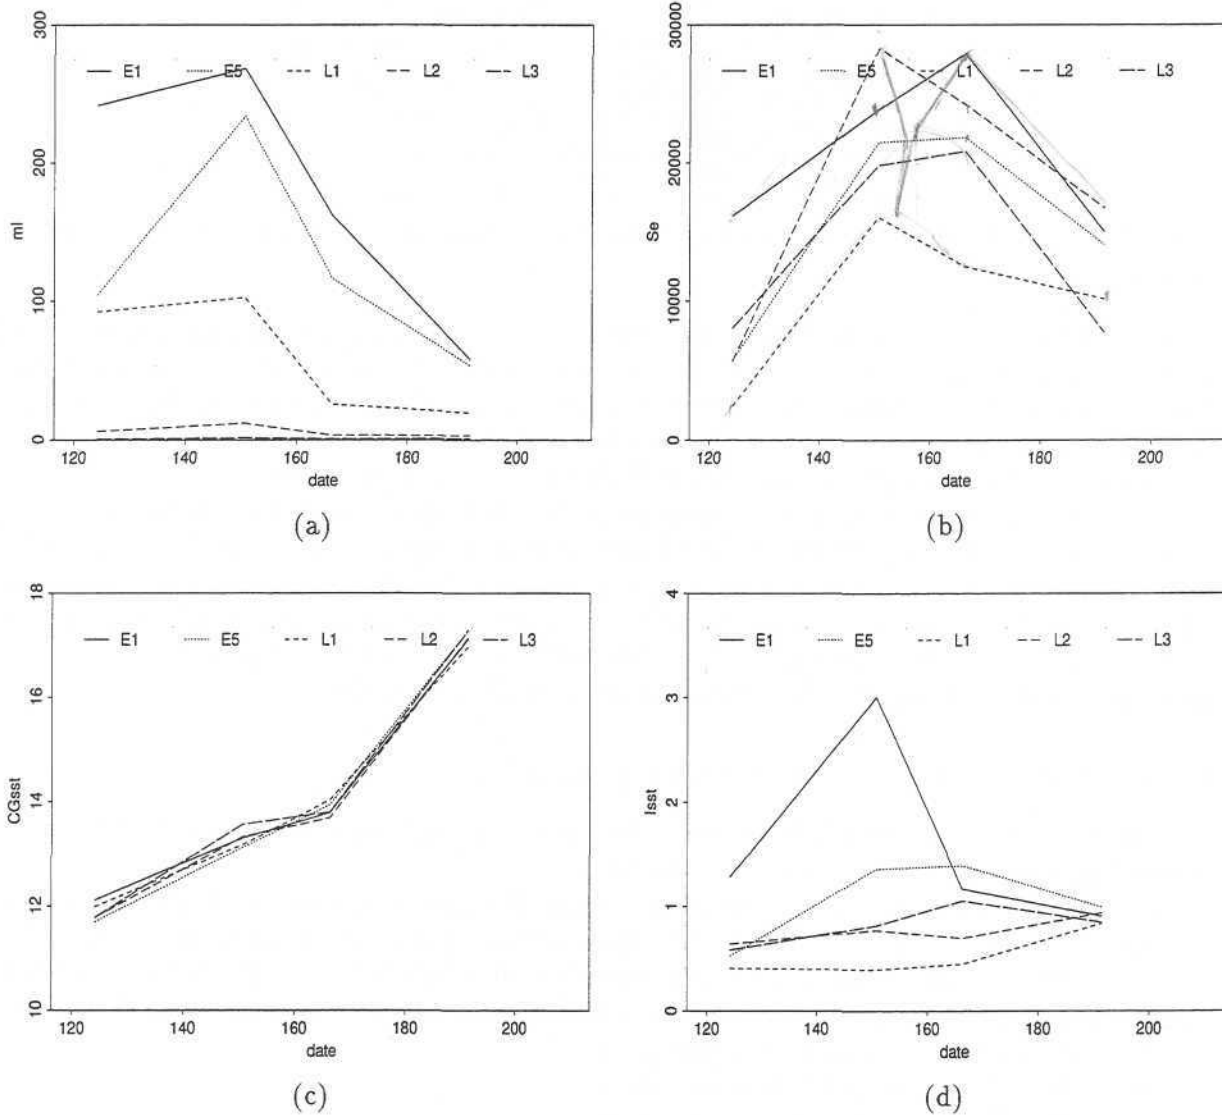 300
200
100
0
ml
E1 E5 L1 L2 L3
120 140 160 180 200
date
(a)
30000
20000
10000
0
Se
E1 E5 L1 L2 L3
120 140 160 180 200
date
(b)
18
16
14
12
10
CGsst
E1 E5 L1 L2 L3
120 140 160 180 200
date
(c)
4
3
2
1
0
Isst
E1 E5 L1 L2 L3
120 140 160 180 200
date
(d)